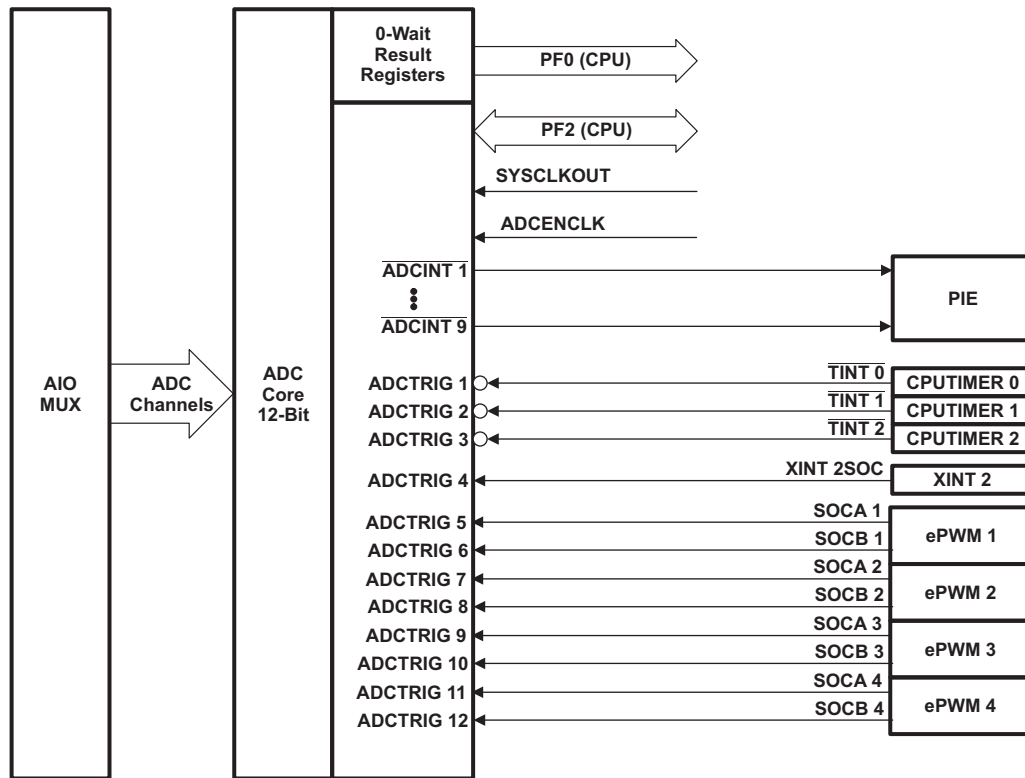 0-Wait
Result
Registers
PF0 (CPU)
PF2 (CPU)
SYSCLKOUT
ADCENCLK
ADCINT 1
PIE
ADCINT 9
AIO
MUX
ADC
Channels
ADC
Core
12-Bit
ADCTRIG 1
TINT 0
CPUTIMER 0
ADCTRIG 2
TINT 1
CPUTIMER 1
ADCTRIG 3
TINT 2
CPUTIMER 2
ADCTRIG 4
XINT 2SOC
XINT 2
ADCTRIG 5
SOCA 1
ePWM 1
ADCTRIG 6
SOCB 1
ADCTRIG 7
SOCA 2
ePWM 2
ADCTRIG 8
SOCB 2
ADCTRIG 9
SOCA 3
ePWM 3
ADCTRIG 10
SOCB 3
ADCTRIG 11
SOCA 4
ePWM 4
ADCTRIG 12
SOCB 4